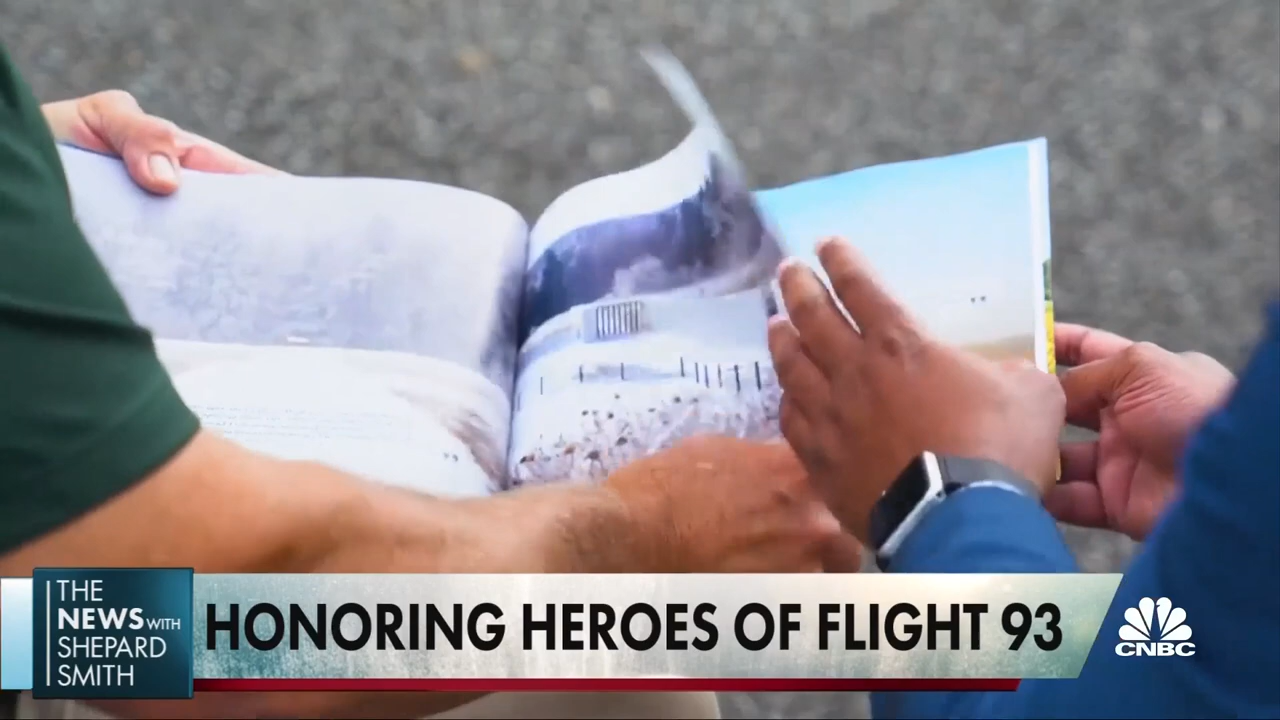 THE
NEWS WITH
SHEPARD
SMITH
HONORING HEROES OF FLIGHT 93
CNBC